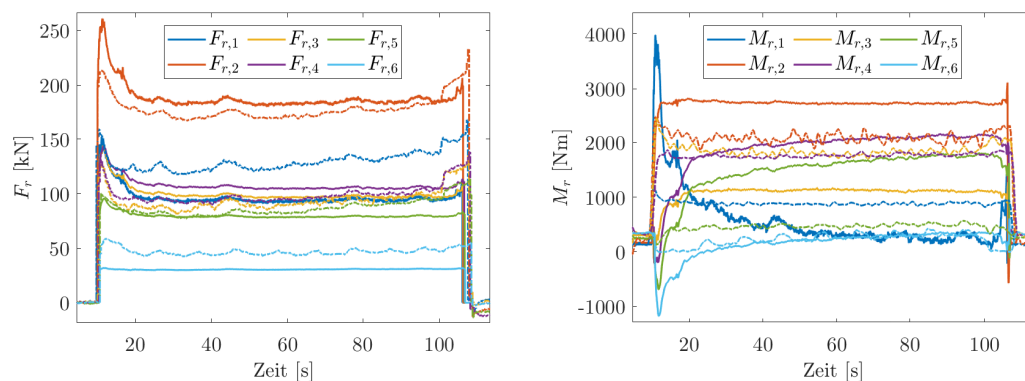 250
200
150
100
50
0
F_r [kN]
F_{r,1} F_{r,3} F_{r,5}
F_{r,2} F_{r,4} F_{r,6}
20 40 60 80 100
Zeit [s]
4000
3000
2000
1000
0
-1000
M_r [Nm]
M_{r,1} M_{r,3} M_{r,5}
M_{r,2} M_{r,4} M_{r,6}
20 40 60 80 100
Zeit [s]